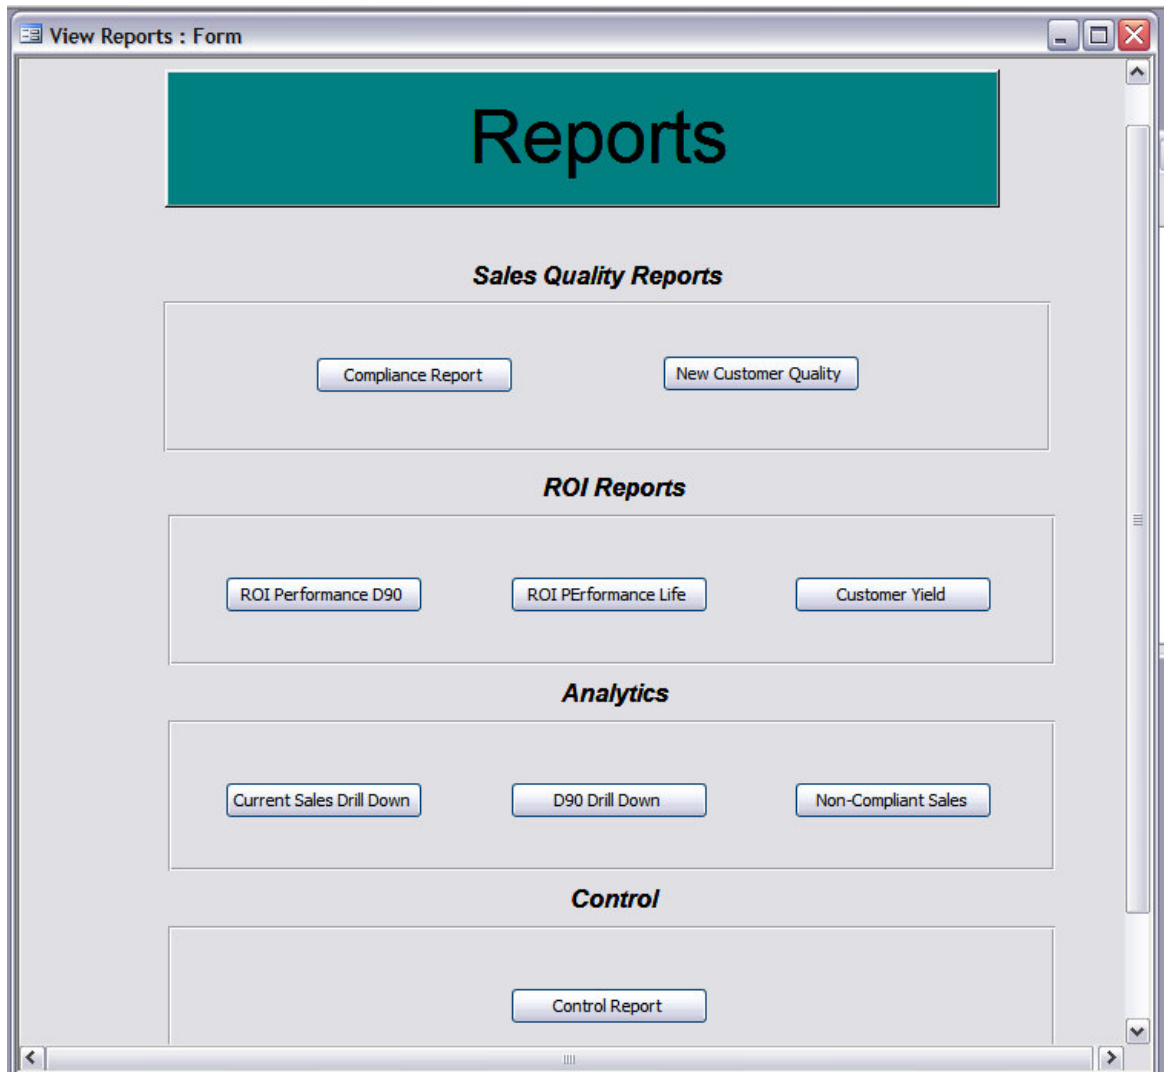 View Reports : Form
Reports
Sales Quality Reports
Compliance Report New Customer Quality
ROI Reports
ROI Performance D90 ROI PErformance Life Customer Yield
Analytics
Current Sales Drill Down D90 Drill Down Non-Compliant Sales
Control
Control Report